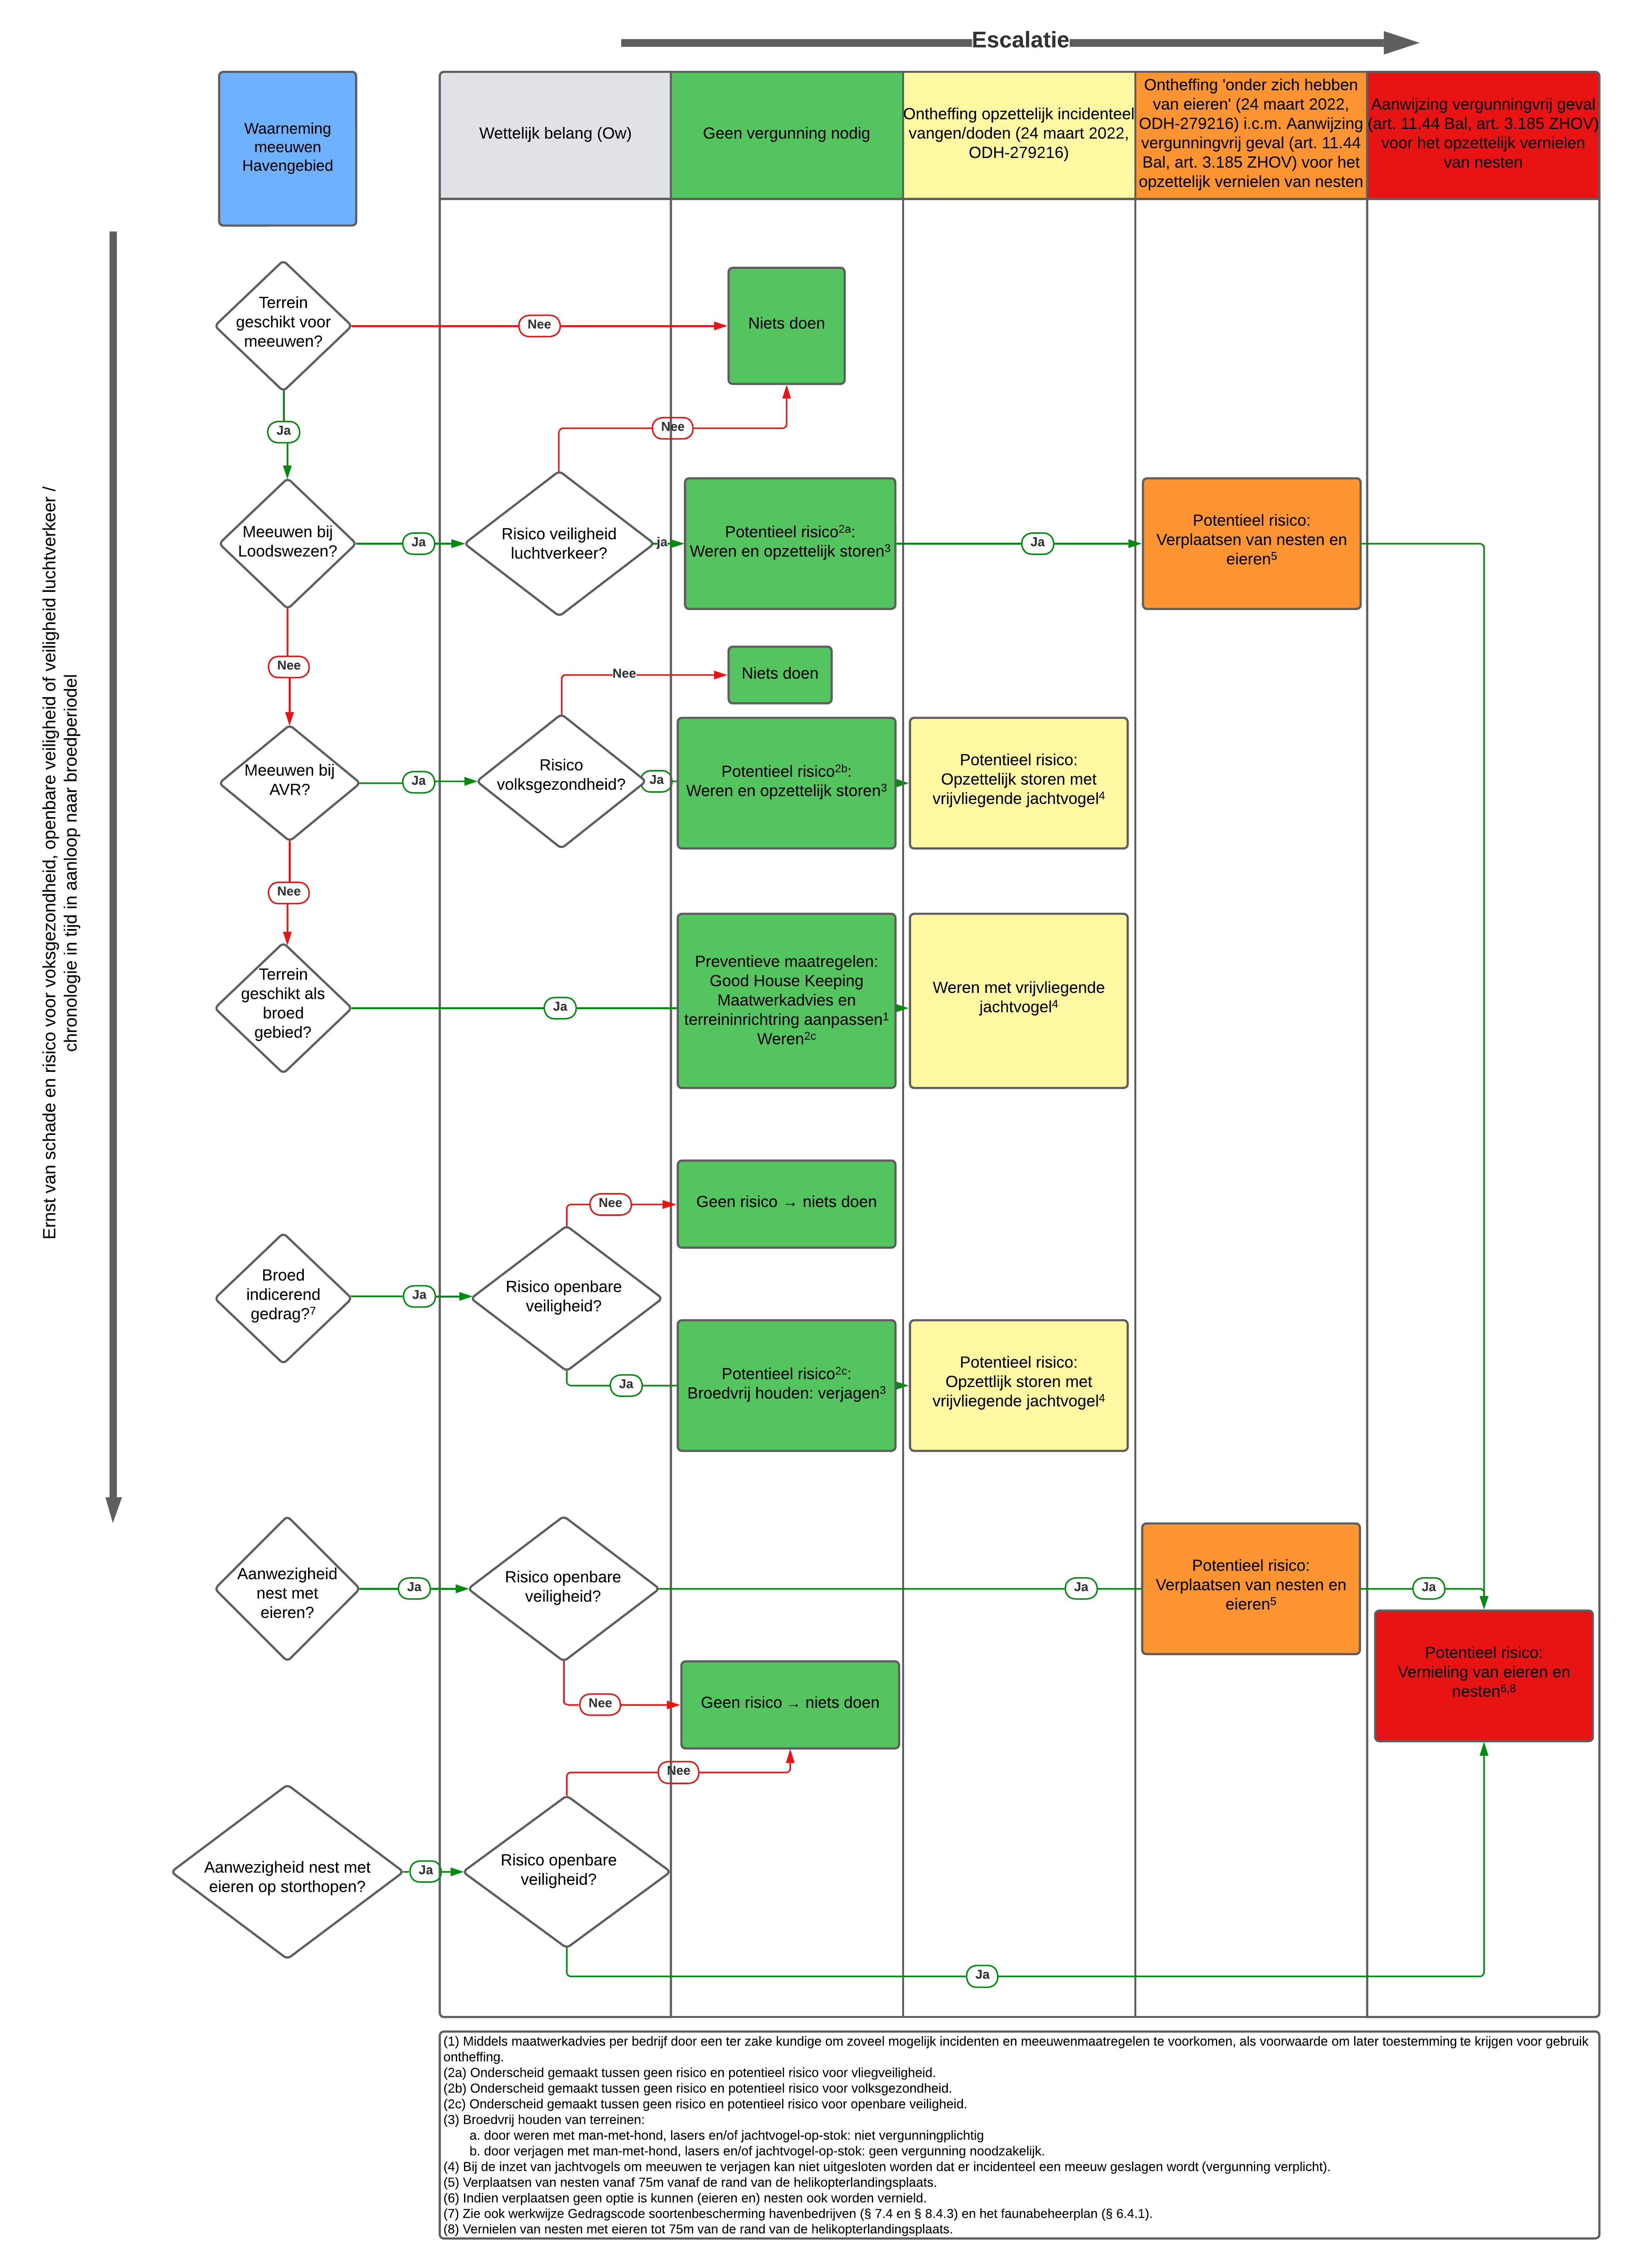 Escalatie
Waarneming
meeuwen
Havengebied
Wettelijk belang (Ow)
Geen vergunning nodig
Ontheffing opzettelijk incidenteel
vangen/doden (24 maart 2022,
ODH-279216)
Ontheffing 'onder zich hebben
van eieren' (24 maart 2022,
ODH-279216) i.c.m. Aanwijzing
vergunningvrij geval (art. 11.44
Bal, art. 3.185 ZHOV) voor het
opzettelijk vernielen van nesten
Aanwijzing vergunningvrij geval
(art. 11.44 Bal, art. 3.185 ZHOV)
voor het opzettelijk vernielen
van nesten
Ernst van schade en risico voor voksgezondheid, openbare veiligheid of veiligheid luchtverkeer /
chronologie in tijd in aanloop naar broedperiodel
Terrein
geschikt voor
meeuwen?
Nee
Niets doen
Ja
Nee
Meeuwen bij
Loodswezen?
Ja
Risico veiligheid
luchtverkeer?
ja
Potentieel risico2a:
Weren en opzettelijk storen3
Ja
Potentieel risico:
Verplaatsen van nesten en
eieren5
Nee
Nee
Niets doen
Meeuwen bij
AVR?
Ja
Risico
volksgezondheid?
Ja
Potentieel risico2b:
Weren en opzettelijk storen3
Potentieel risico:
Opzettelijk storen met
vrijvliegende jachtvogel4
Nee
Terrein
geschikt als
broed
gebied?
Ja
Preventieve maatregelen:
Good House Keeping
Maatwerkadvies en
terreininrichtring aanpassen1
Weren2c
Weren met vrijvliegende
jachtvogel4
Nee
Geen risico → niets doen
Broed
indicerend
gedrag?7
Ja
Risico openbare
veiligheid?
Ja
Potentieel risico2c:
Broedvrij houden: verjagen3
Potentieel risico:
Opzettlijk storen met
vrijvliegende jachtvogel4
Aanwezigheid
nest met
eieren?
Ja
Risico openbare
veiligheid?
Ja
Potentieel risico:
Verplaatsen van nesten en
eieren5
Ja
Potentieel risico:
Vernieling van eieren en
nesten6,8
Nee
Geen risico → niets doen
Nee
Aanwezigheid nest met
eieren op storthopen?
Ja
Risico openbare
veiligheid?
Ja
(1) Middels maatwerkadvies per bedrijf door een ter zake kundige om zoveel mogelijk incidenten en meeuwenmaatregelen te voorkomen, als voorwaarde om later toestemming te krijgen voor gebruik
ontheffing.
(2a) Onderscheid gemaakt tussen geen risico en potentieel risico voor vliegveiligheid.
(2b) Onderscheid gemaakt tussen geen risico en potentieel risico voor volksgezondheid.
(2c) Onderscheid gemaakt tussen geen risico en potentieel risico voor openbare veiligheid.
(3) Broedvrij houden van terreinen:
a. door weren met man-met-hond, lasers en/of jachtvogel-op-stok: niet vergunningplichtig
b. door verjagen met man-met-hond, lasers en/of jachtvogel-op-stok: geen vergunning noodzakelijk.
(4) Bij de inzet van jachtvogels om meeuwen te verjagen kan niet uitgesloten worden dat er incidenteel een meeuw geslagen wordt (vergunning verplicht).
(5) Verplaatsen van nesten vanaf 75m vanaf de rand van de helikopterlandingsplaats.
(6) Indien verplaatsen geen optie is kunnen (eieren en) nesten ook worden vernield.
(7) Zie ook werkwijze Gedragscode soortenbescherming havenbedrijven (§ 7.4 en § 8.4.3) en het faunabeheerplan (§ 6.4.1).
(8) Vernielen van nesten met eieren tot 75m van de rand van de helikopterlandingsplaats.